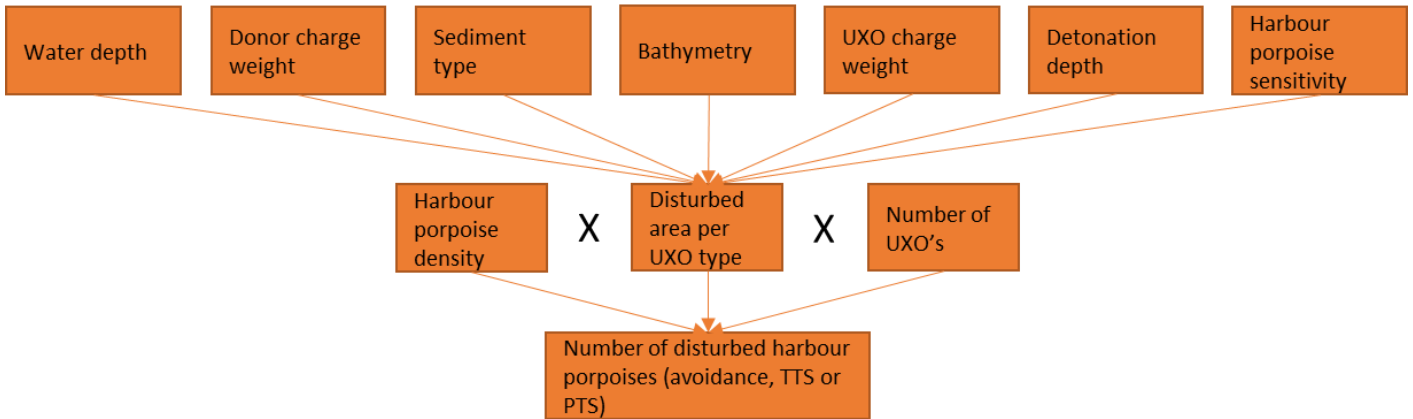 Water depth
Donor charge
weight
Sediment
type
Bathymetry
UXO charge
weight
Detonation
depth
Harbour
porpoise
sensitivity
Harbour
porpoise
density
X
Disturbed
area per
UXO type
X
Number of
UXO's
Number of disturbed harbour
porpoises (avoidance, TTS or
PTS)